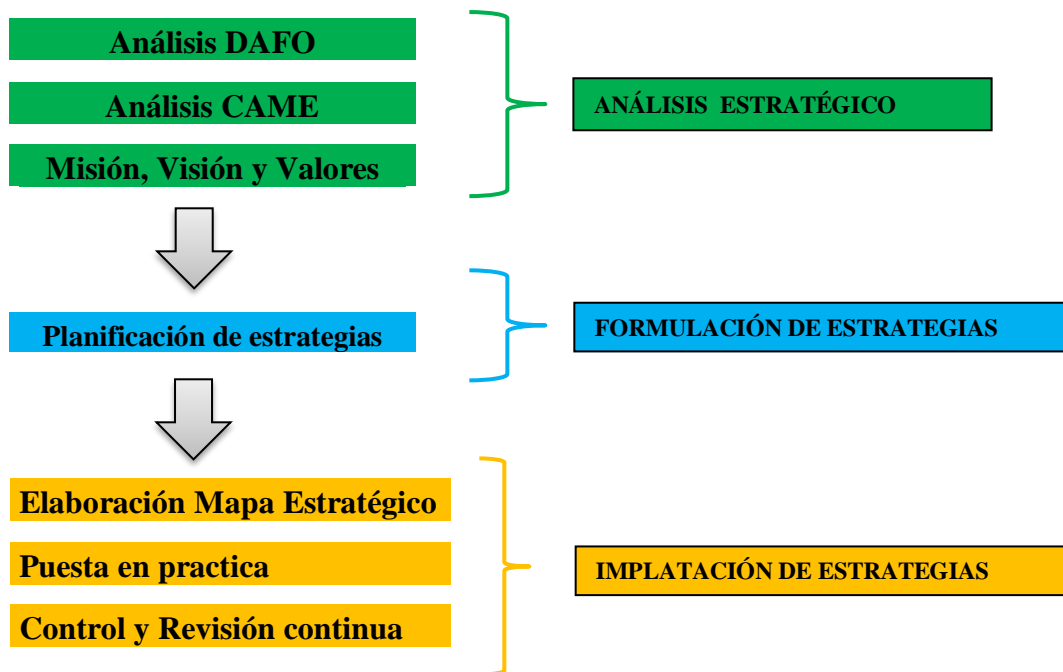 Análisis DAFO
Análisis CAME
Misión, Visión y Valores
ANÁLISIS ESTRATÉGICO
Planificación de estrategias
FORMULACIÓN DE ESTRATEGIAS
Elaboración Mapa Estratégico
Puesta en practica
Control y Revisión continua
IMPLATACIÓN DE ESTRATEGIAS